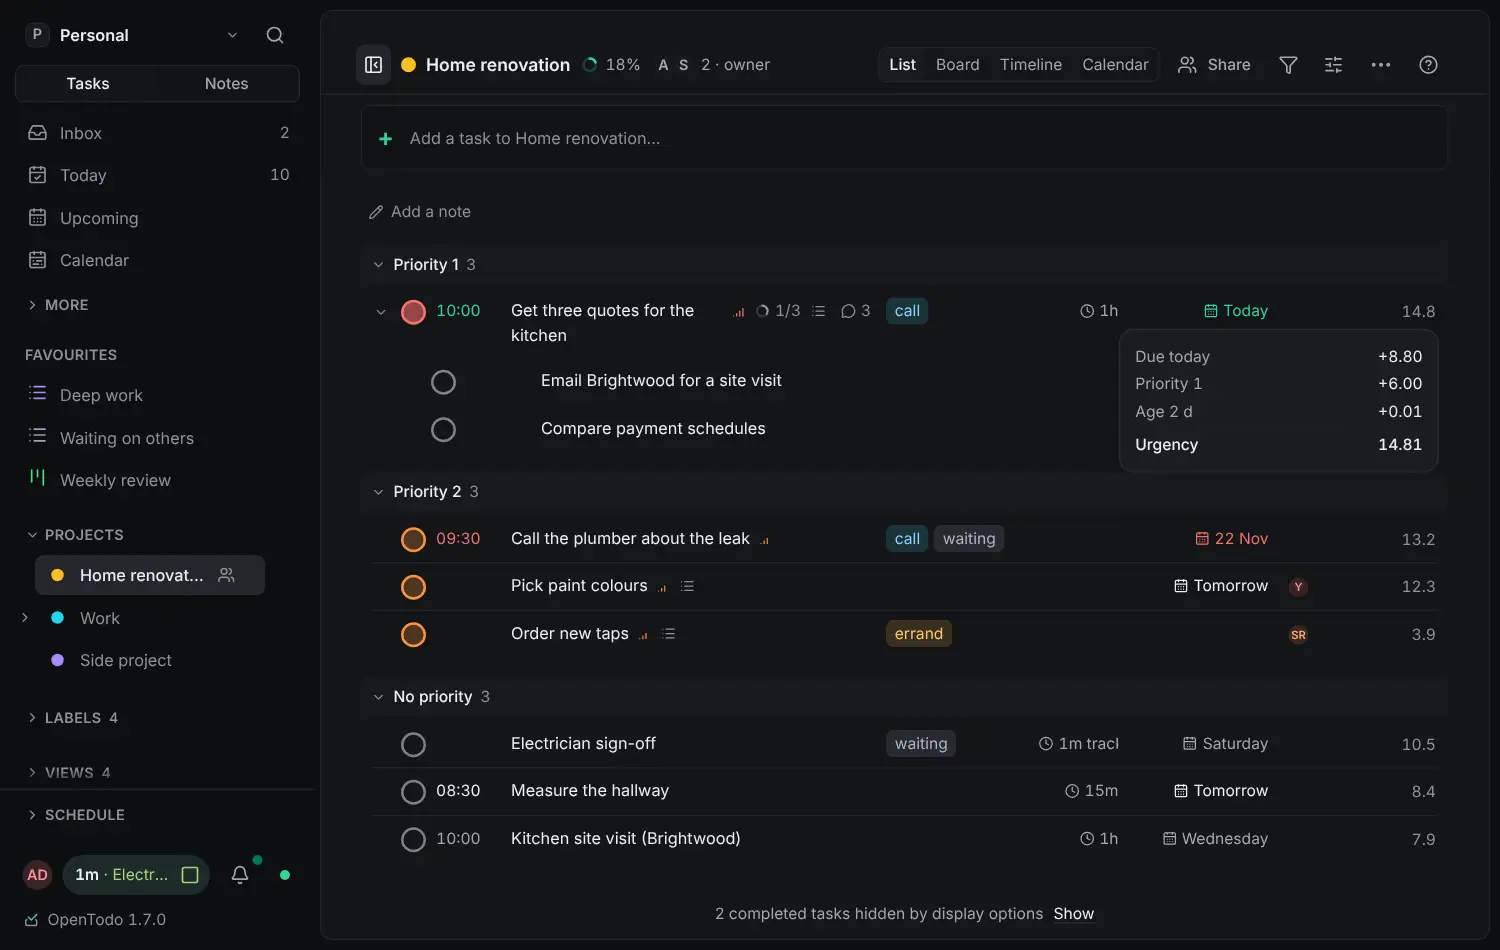 P Personal
Tasks Notes
Inbox 2
Today 10
Upcoming
Calendar
MORE
FAVOURITES
Deep work
Waiting on others
Weekly review
PROJECTS
Home renovat...
Work
Side project
LABELS 4
VIEWS 4
SCHEDULE
AD 1m · Electr...
OpenTodo 1.7.0
Home renovation 18% A S 2 · owner List Board Timeline Calendar Share
Add a task to Home renovation...
Add a note
Priority 1 3
10:00 Get three quotes for the kitchen 1/3 3 call 1h Today 14.8
Email Brightwood for a site visit
Compare payment schedules
Due today +8.80
Priority 1 +6.00
Age 2 d +0.01
Urgency 14.81
Priority 2 3
09:30 Call the plumber about the leak call waiting 22 Nov 13.2
Pick paint colours Tomorrow Y 12.3
Order new taps errand SR 3.9
No priority 3
Electrician sign-off waiting 1m tracl Saturday 10.5
08:30 Measure the hallway 15m Tomorrow 8.4
10:00 Kitchen site visit (Brightwood) 1h Wednesday 7.9
2 completed tasks hidden by display options Show